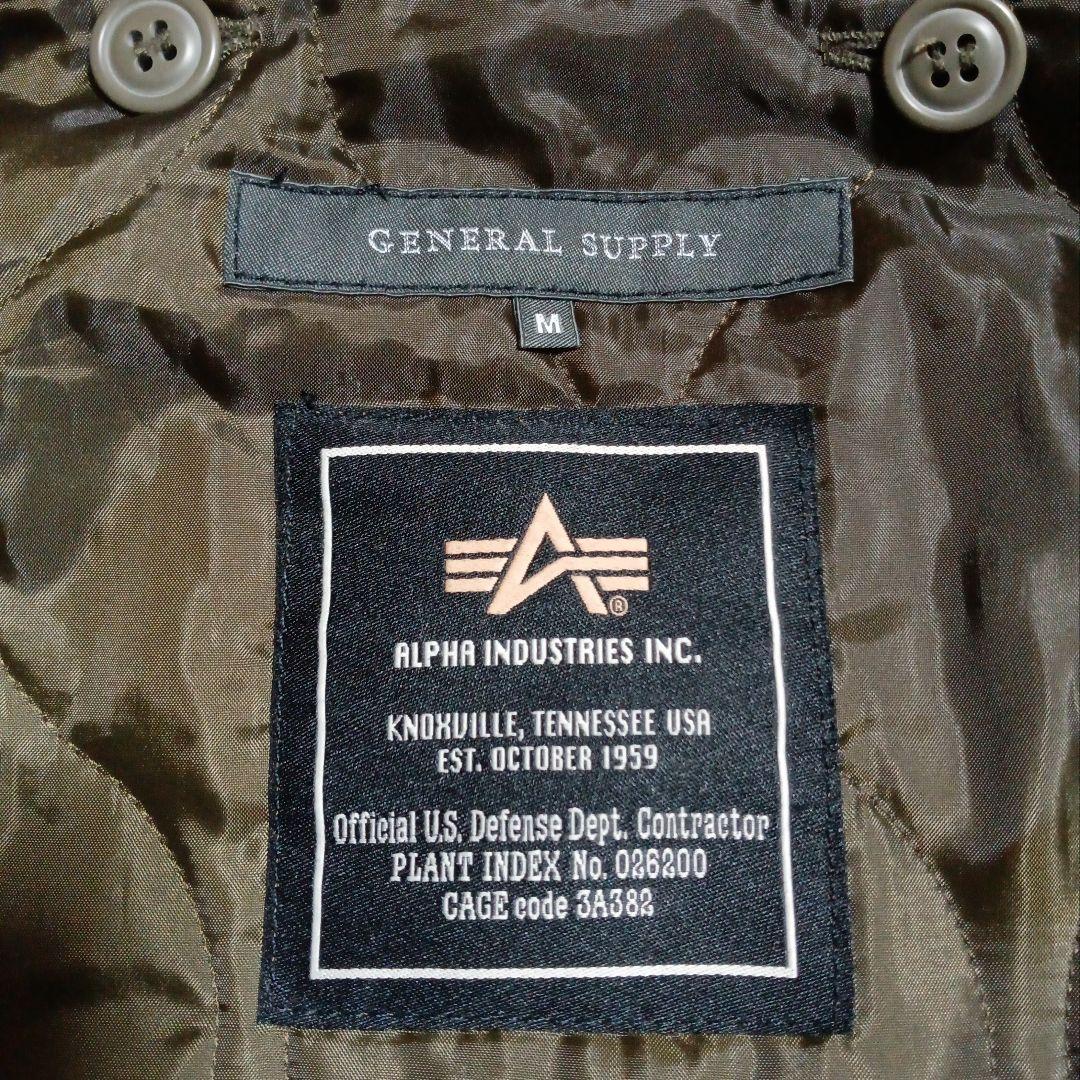 GENERAL SUPPLY
M
®
ALPHA INDUSTRIES INC.
KNOXVILLE, TENNESSEE USA
EST. OCTOBER 1959
Official U.S. Defense Dept. Contractor
PLANT INDEX No. 026200
CAGE code 3A382